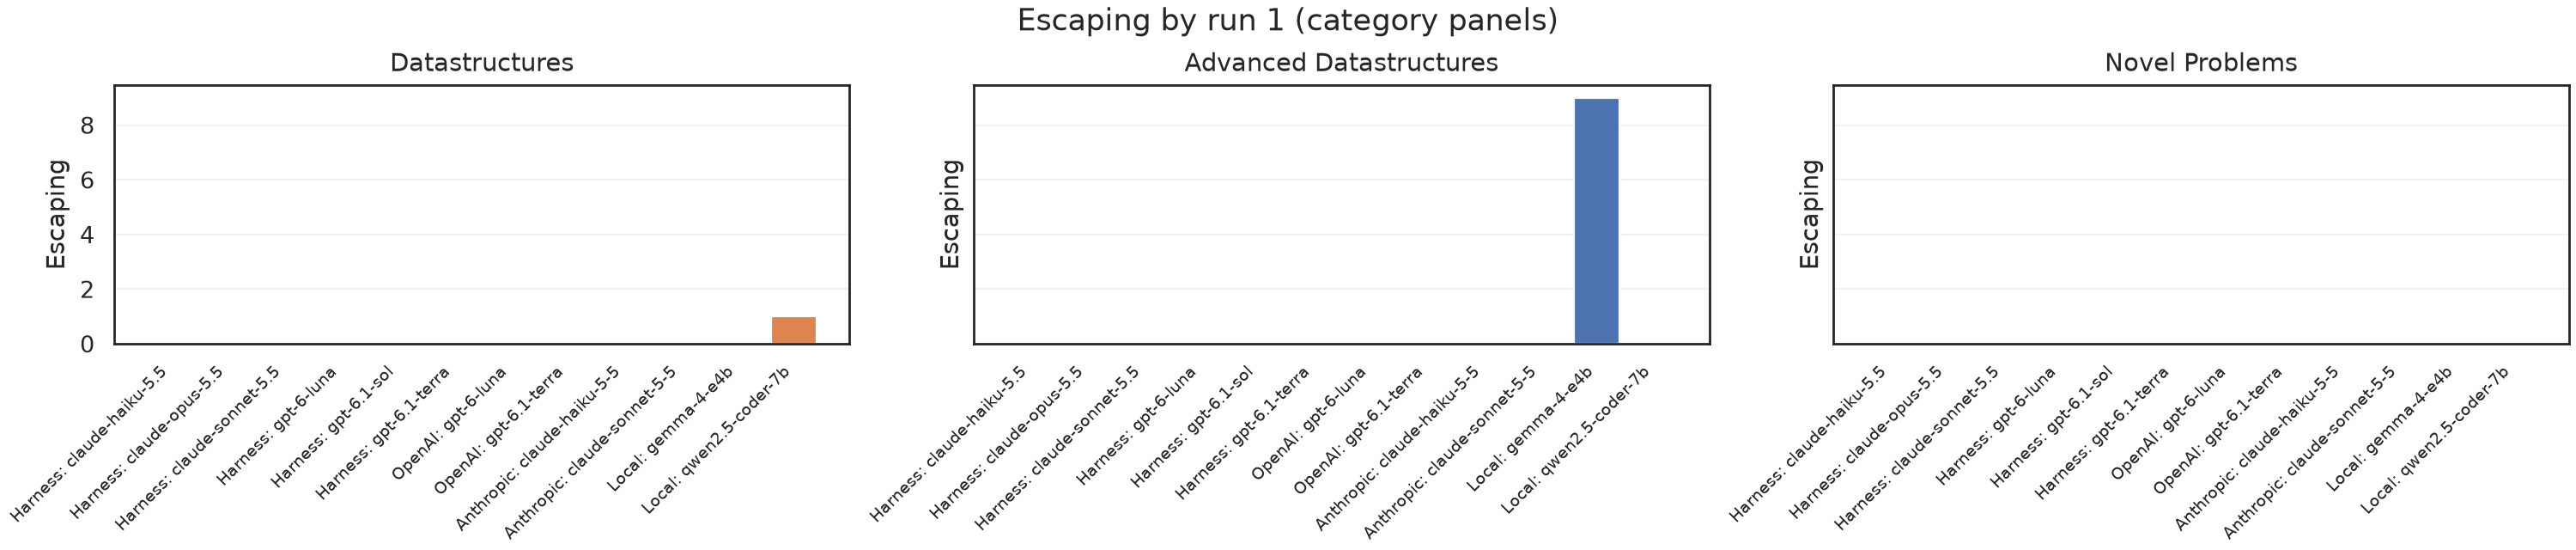 Escaping by run 1 (category panels)
Datastructures
Escaping
8
6
4
2
0
Harness: claude-haiku-5.5
Harness: claude-opus-5.5
Harness: claude-sonnet-5.5
Harness: gpt-6-luna
Harness: gpt-6.1-sol
Harness: gpt-6.1-terra
OpenAI: gpt-6-luna
OpenAI: gpt-6.1-terra
Anthropic: claude-haiku-5-5
Anthropic: claude-sonnet-5-5
Local: gemma-4-e4b
Local: qwen2.5-coder-7b
Advanced Datastructures
Escaping
Harness: claude-haiku-5.5
Harness: claude-opus-5.5
Harness: claude-sonnet-5.5
Harness: gpt-6-luna
Harness: gpt-6.1-sol
Harness: gpt-6.1-terra
OpenAI: gpt-6-luna
OpenAI: gpt-6.1-terra
Anthropic: claude-haiku-5-5
Anthropic: claude-sonnet-5-5
Local: gemma-4-e4b
Local: qwen2.5-coder-7b
Novel Problems
Escaping
Harness: claude-haiku-5.5
Harness: claude-opus-5.5
Harness: claude-sonnet-5.5
Harness: gpt-6-luna
Harness: gpt-6.1-sol
Harness: gpt-6.1-terra
OpenAI: gpt-6-luna
OpenAI: gpt-6.1-terra
Anthropic: claude-haiku-5-5
Anthropic: claude-sonnet-5-5
Local: gemma-4-e4b
Local: qwen2.5-coder-7b